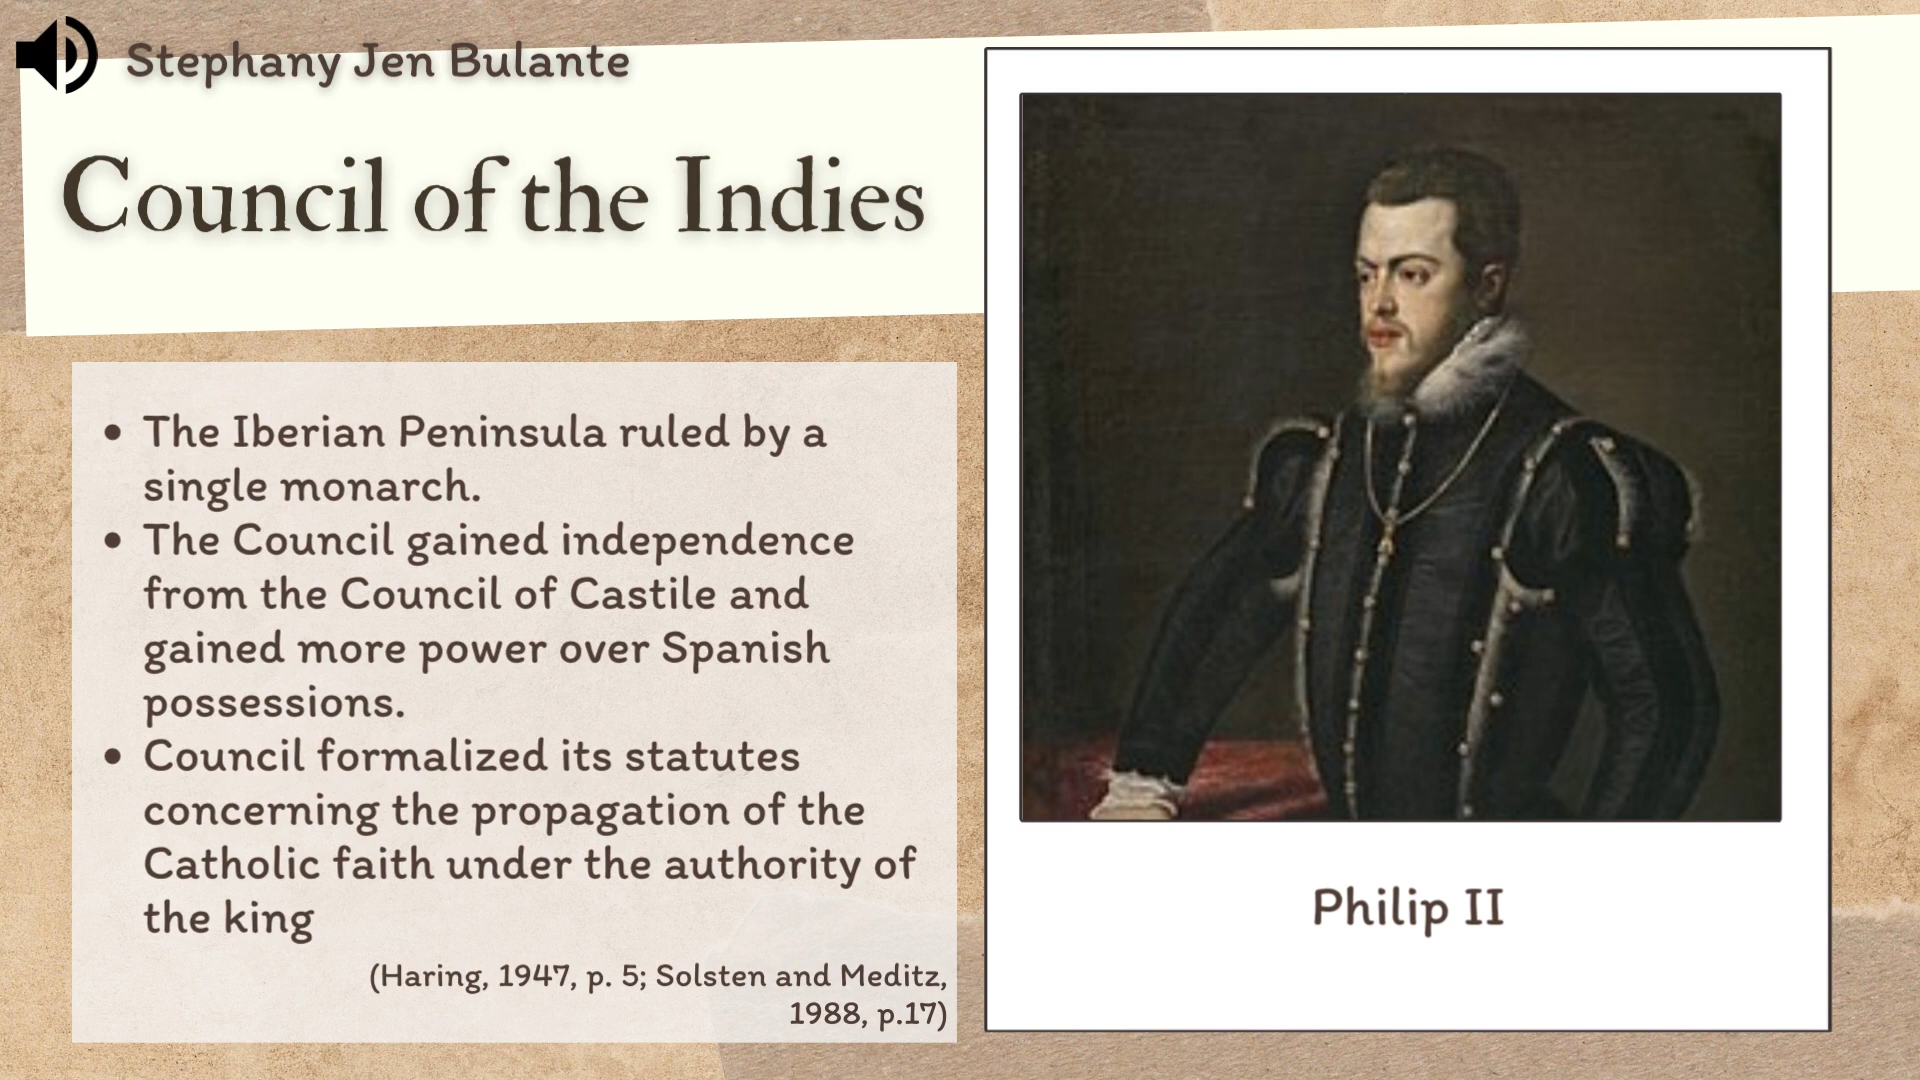 Stephany Jen Bulante
Council of the Indies
• The Iberian Peninsula ruled by a
single monarch.
• The Council gained independence
from the Council of Castile and
gained more power over Spanish
possessions.
• Council formalized its statutes
concerning the propagation of the
Catholic faith under the authority of
the king
(Haring, 1947, p. 5; Solsten and Meditz,
1988, p.17)
Philip II